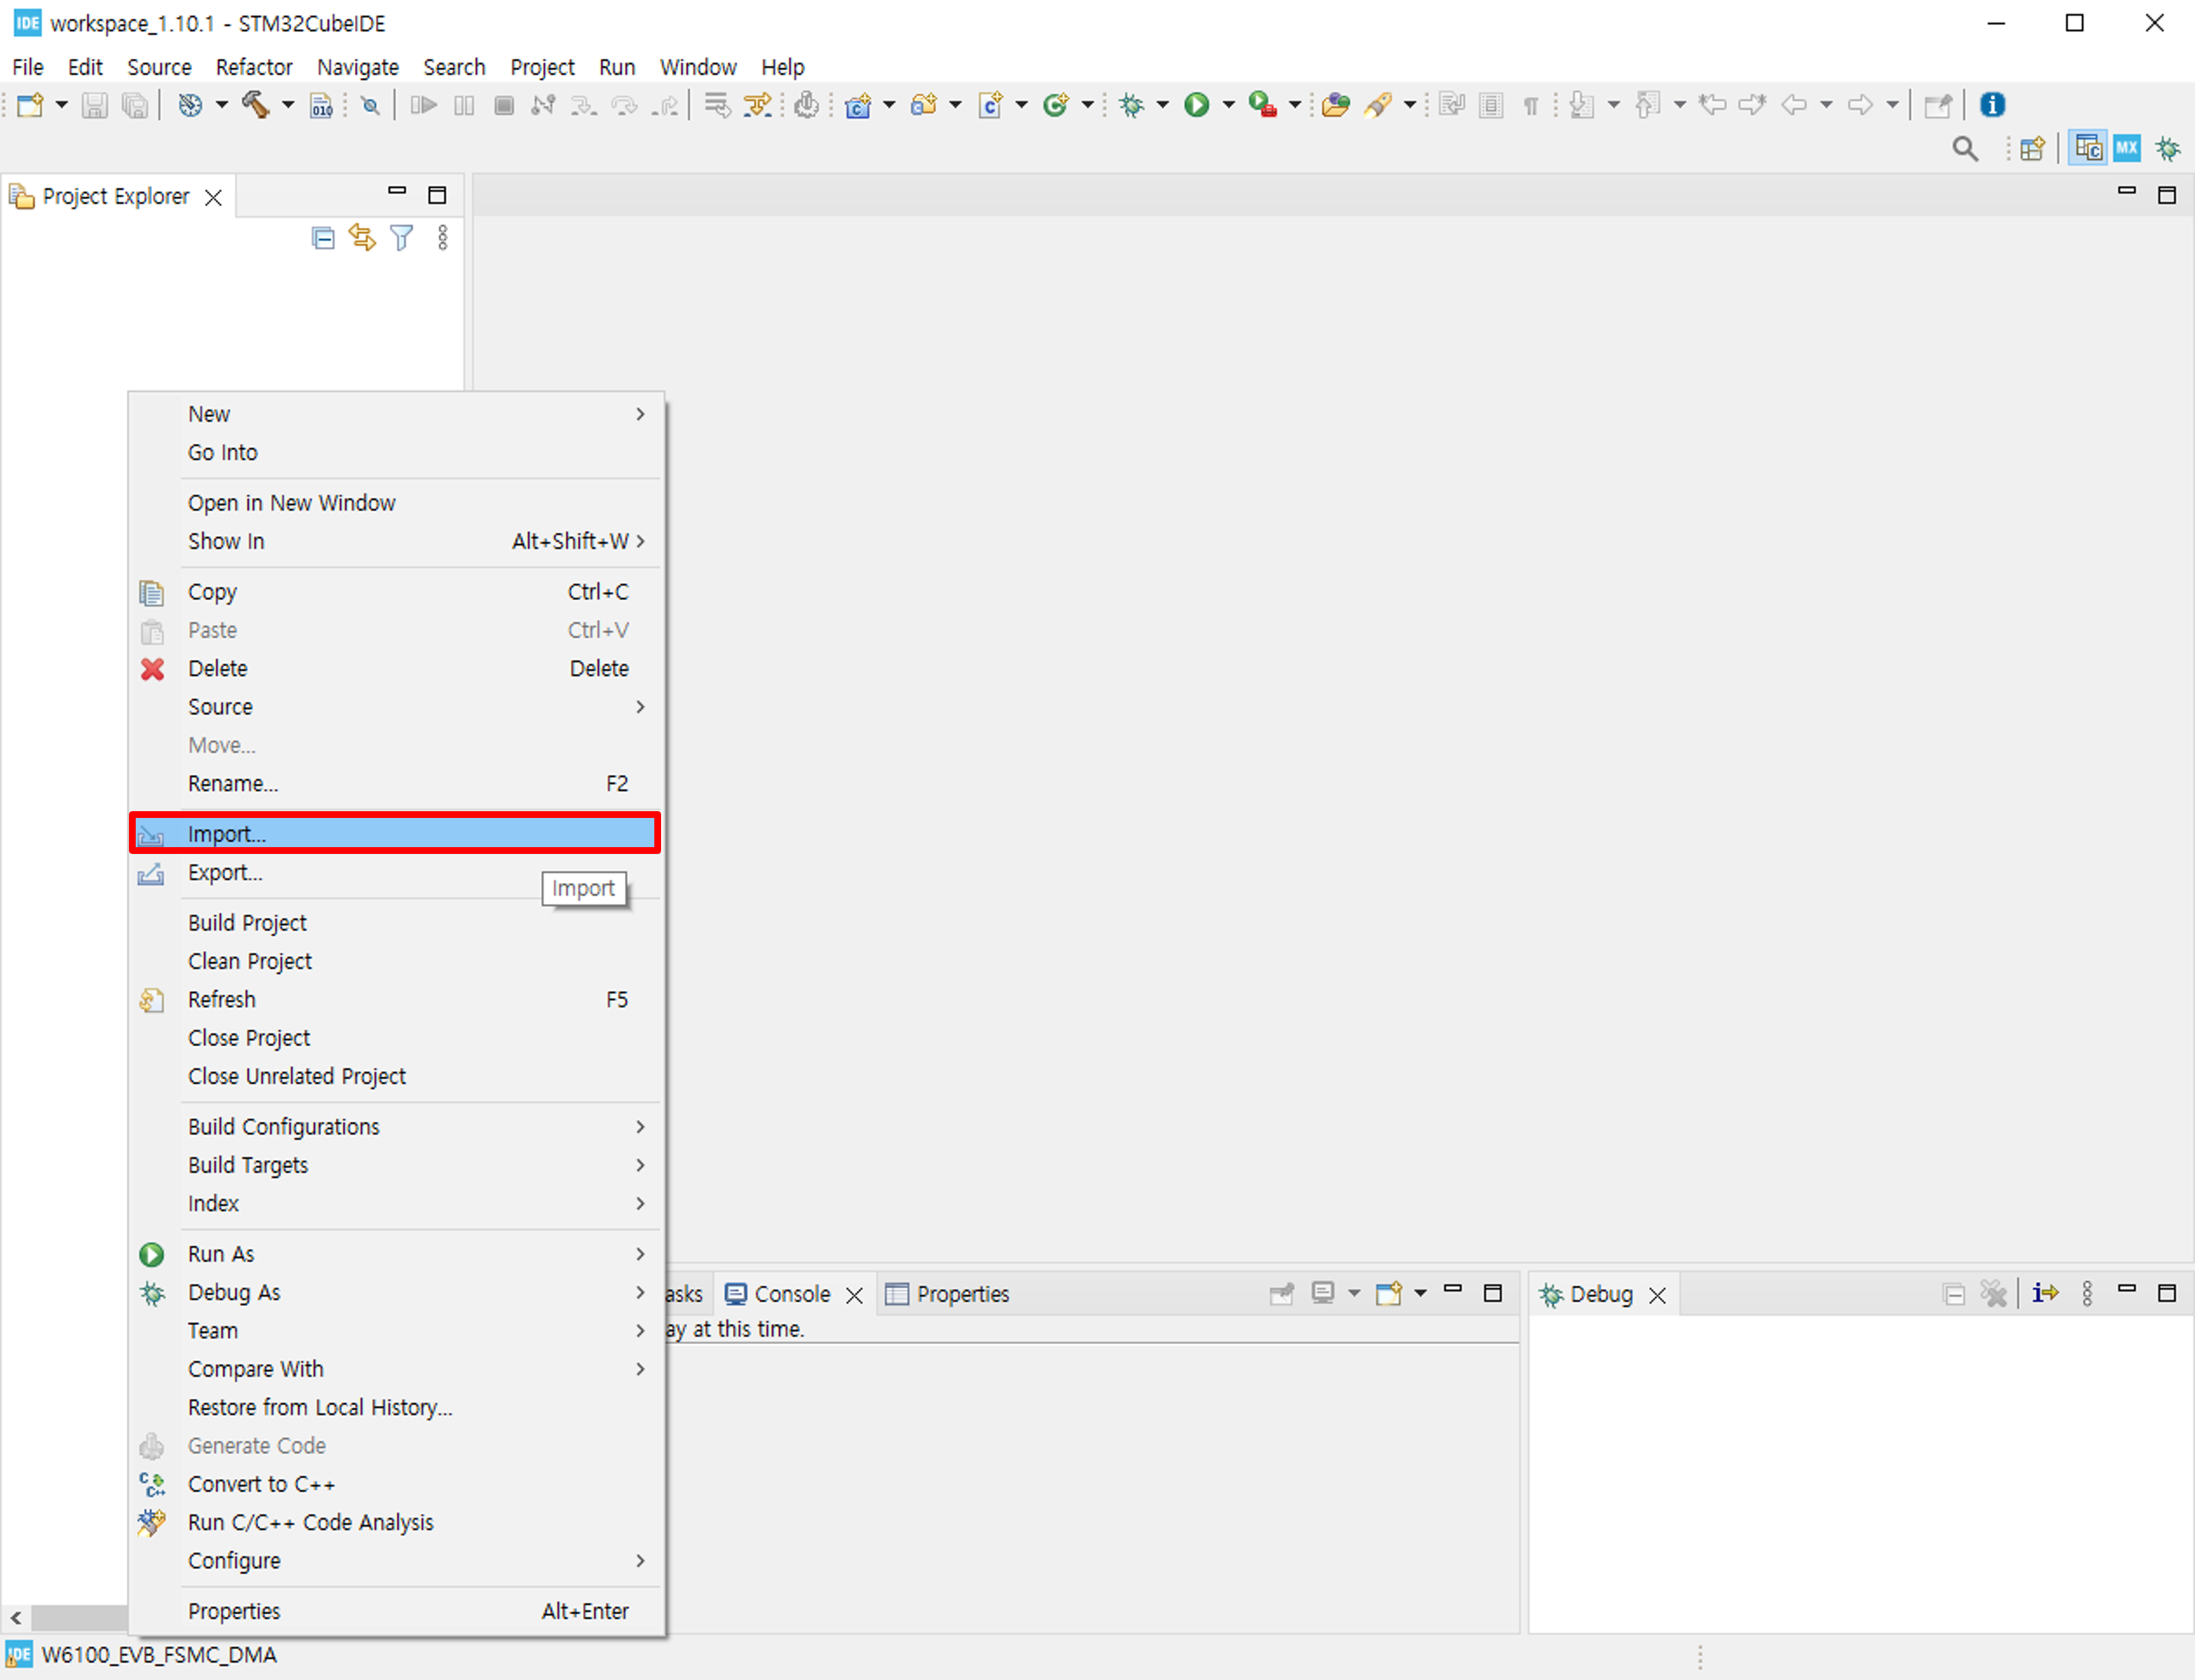 IDE workspace_1.10.1 - STM32CubeIDE
File Edit Source Refactor Navigate Search Project Run Window Help
010
MX
Project Explorer
New
Go Into
Open in New Window
Show In Alt+Shift+W
Copy Ctrl+C
Paste Ctrl+V
Delete Delete
Source
Move...
Rename... F2
Import...
Export...
Import
Build Project
Clean Project
Refresh F5
Close Project
Close Unrelated Project
Build Configurations
Build Targets
Index
Run As
Debug As
Team
Compare With
Restore from Local History...
Generate Code
Convert to C++
Run C/C++ Code Analysis
Configure
Properties Alt+Enter
asks Console Properties
ay at this time.
Debug
IDE W6100_EVB_FSMC_DMA